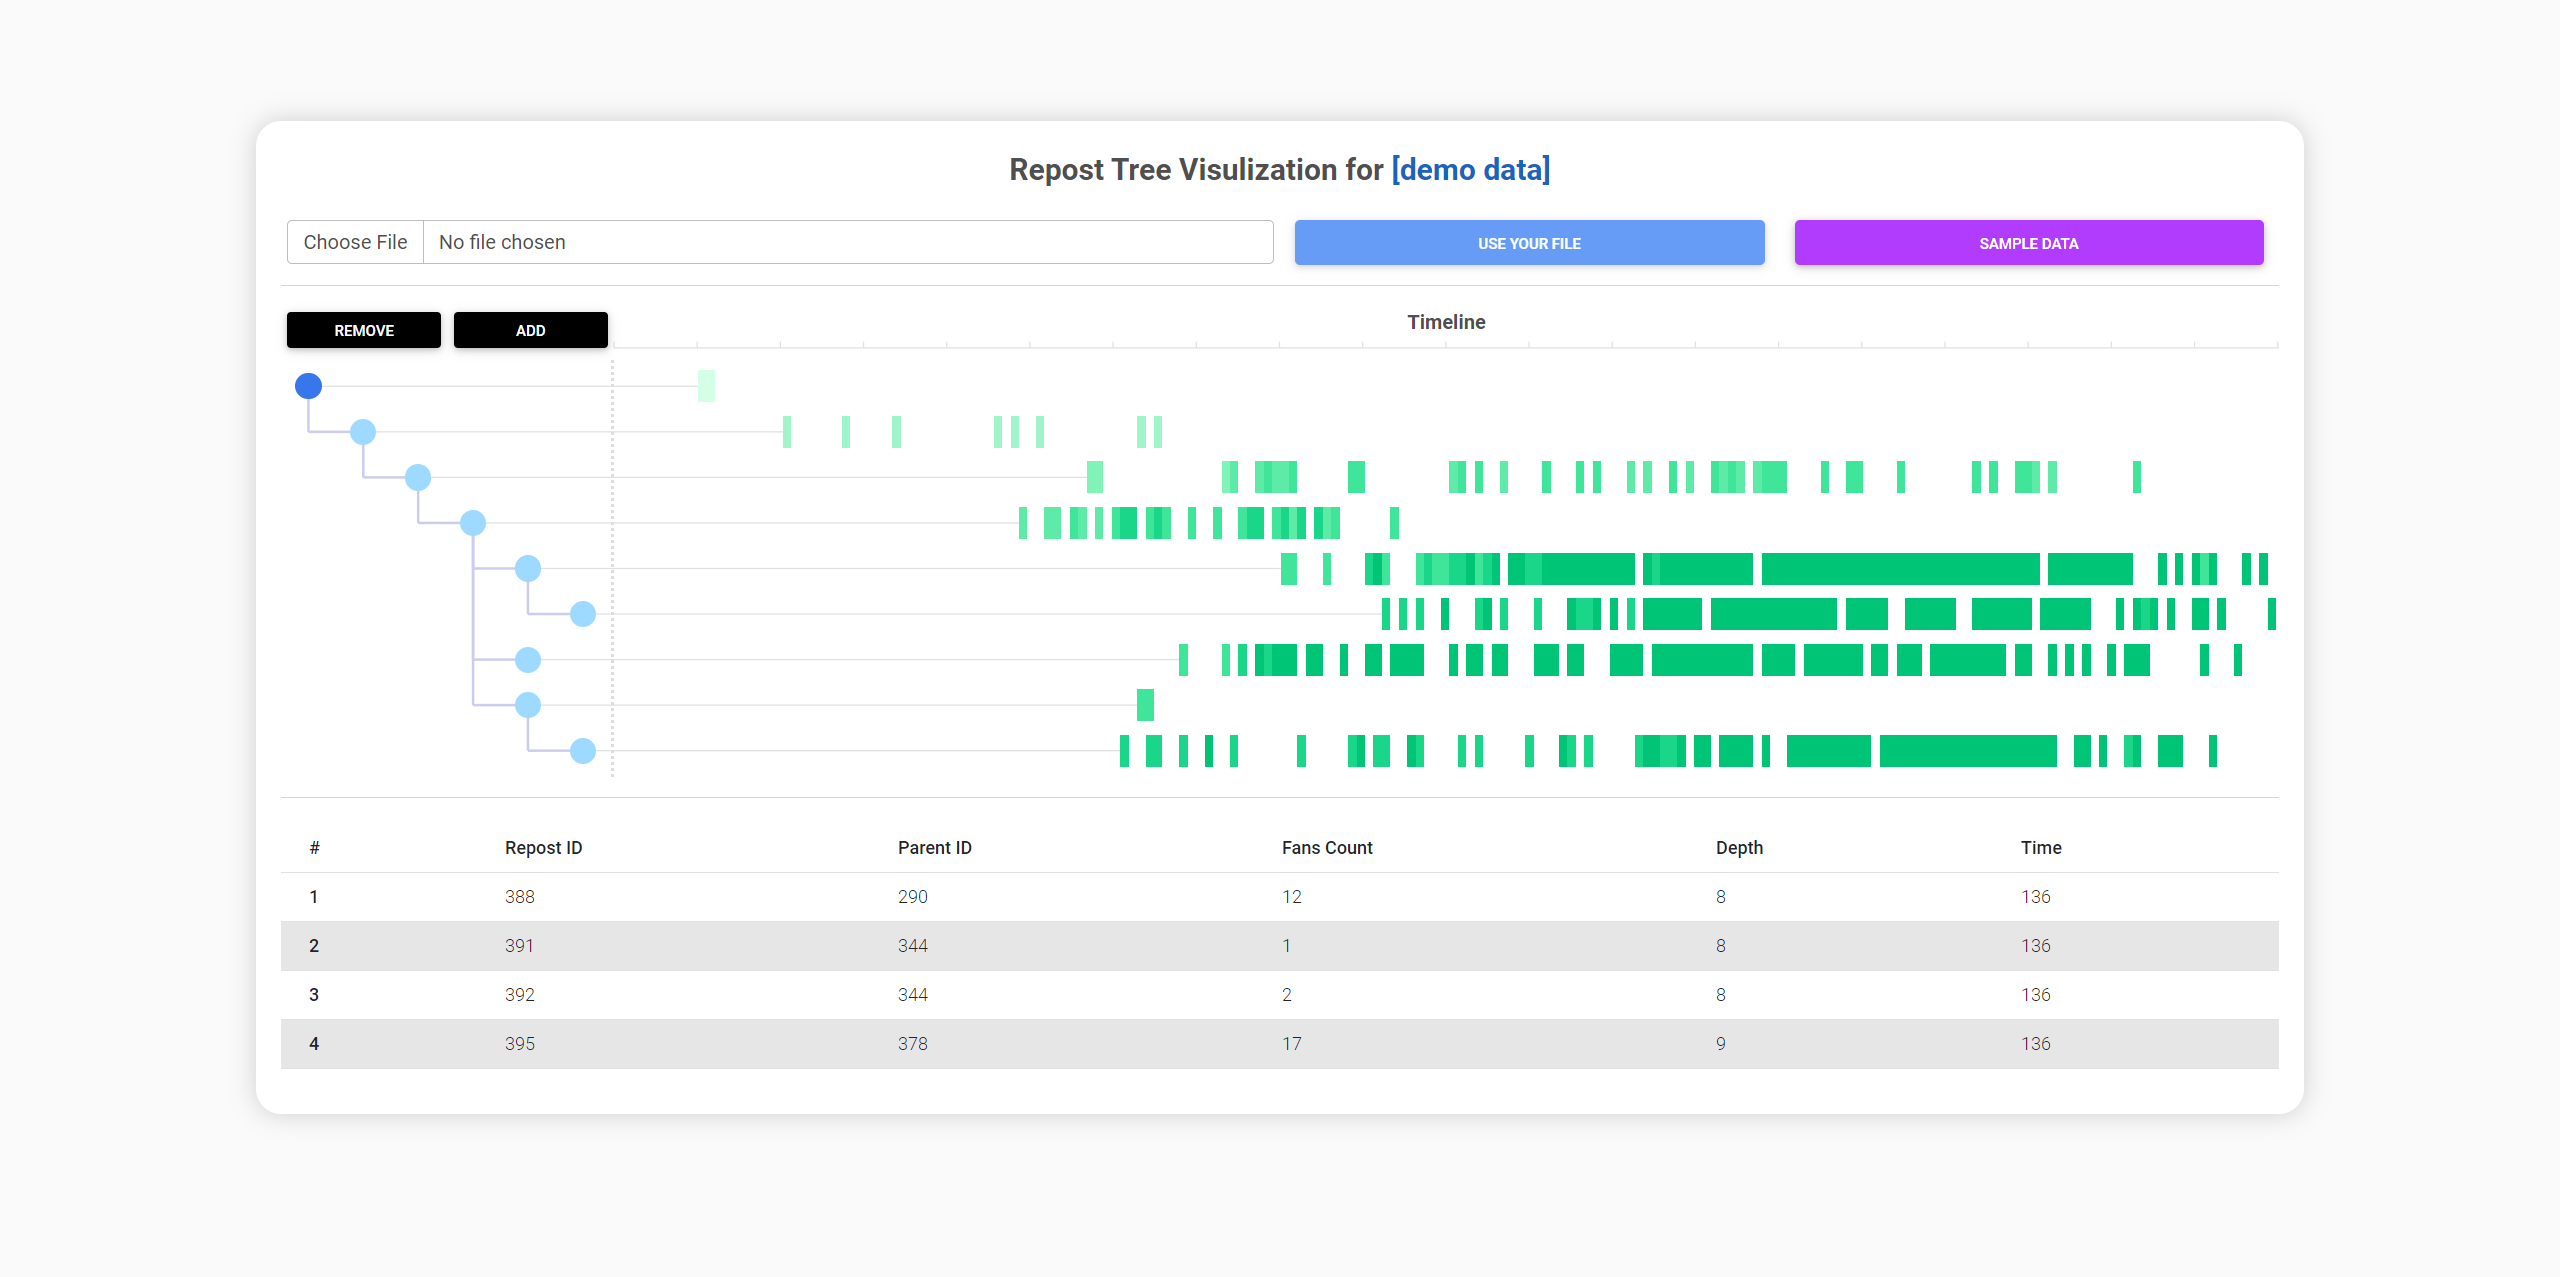 Repost Tree Visulization for [demo data]
Choose File No file chosen USE YOUR FILE SAMPLE DATA
REMOVE ADD Timeline
# Repost ID Parent ID Fans Count Depth Time
1 388 290 12 8 136
2 391 344 1 8 136
3 392 344 2 8 136
4 395 378 17 9 136